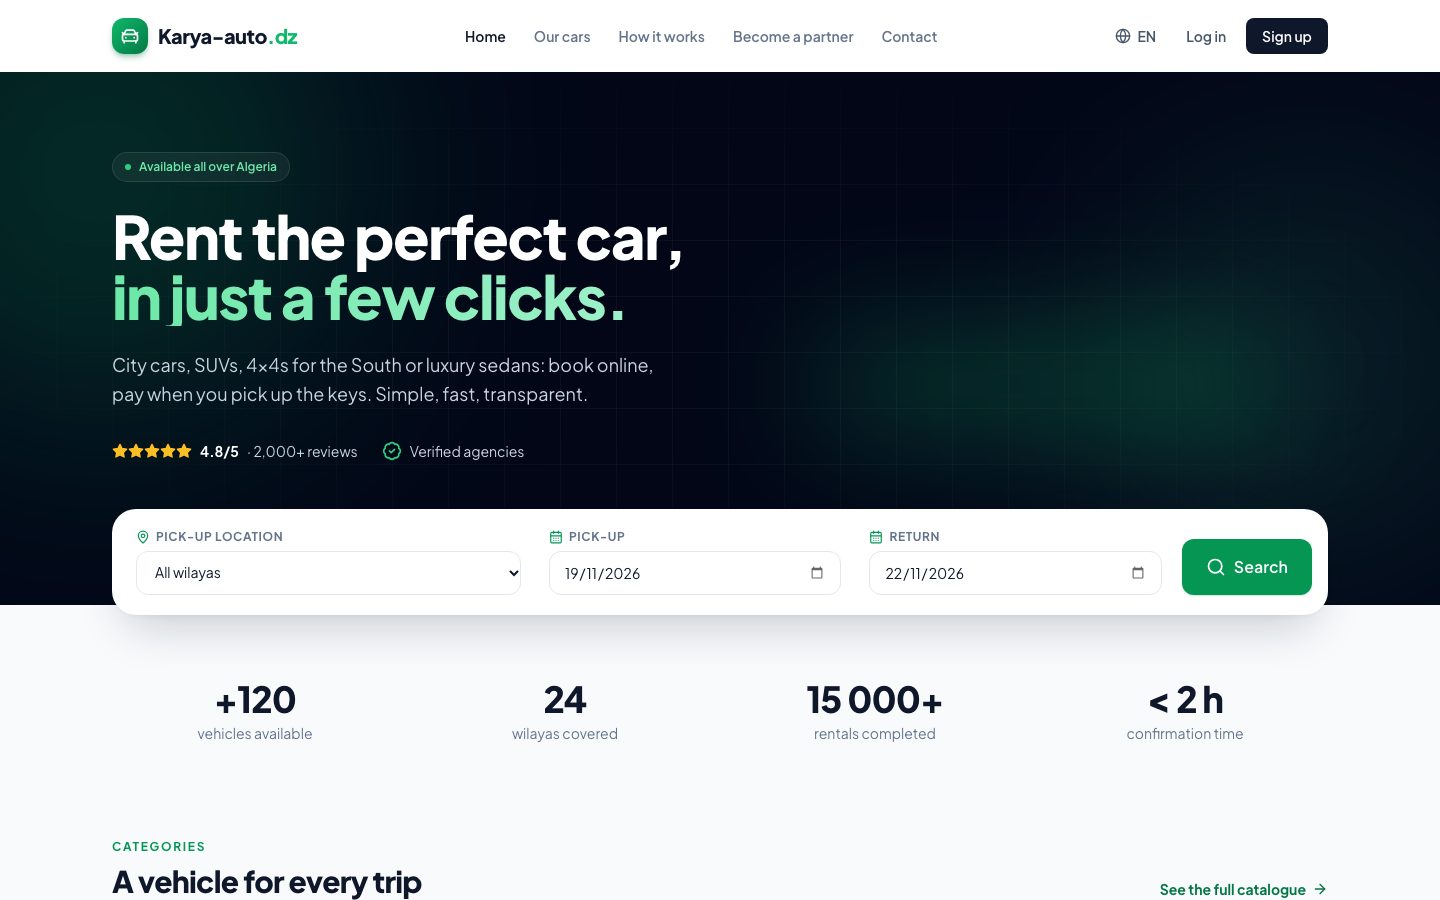 Karya-auto.dz
Home
Our cars
How it works
Become a partner
Contact
EN
Log in
Sign up
Available all over Algeria
Rent the perfect car,
in just a few clicks.
City cars, SUVs, 4×4s for the South or luxury sedans: book online,
pay when you pick up the keys. Simple, fast, transparent.
4.8/5 · 2,000+ reviews
Verified agencies
PICK-UP LOCATION
All wilayas
PICK-UP
19/11/2026
RETURN
22/11/2026
Search
+120
vehicles available
24
wilayas covered
15 000+
rentals completed
< 2 h
confirmation time
CATEGORIES
A vehicle for every trip
See the full catalogue